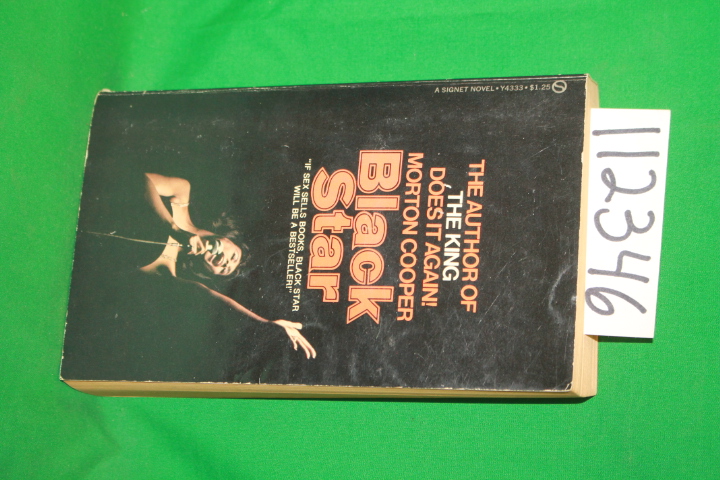 A SIGNET NOVEL • Y4333 • $1.25
THE AUTHOR OF
THE KING
DOES IT AGAIN!
MORTON COOPER
Black
Star
"IF SEX SELLS BOOKS, BLACK STAR
WILL BE A BESTSELLER!"
112346